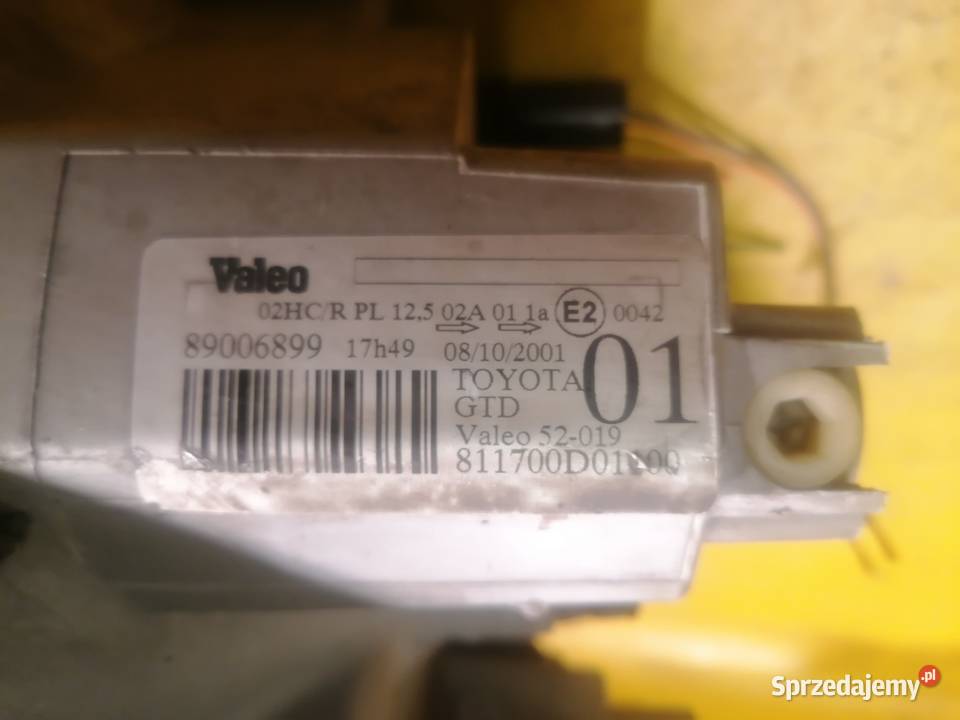 Valeo
02HC/R PL 12,5 02A 01 1a E2 0042
89006899 17h49 08/10/2001
TOYOTA 01
GTD
Valeo 52-019
811700D01000
Sprzedajemy.pl